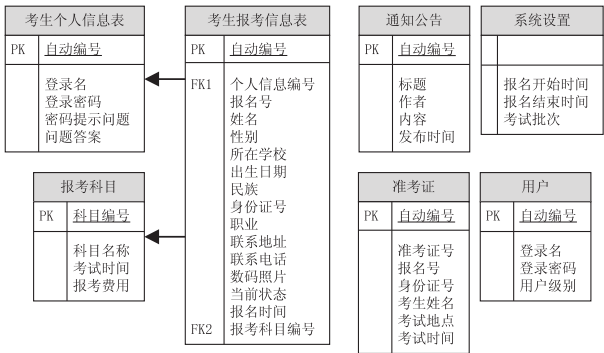 考生个人信息表
PK 自动编号
登录名
登录密码
密码提示问题
问题答案
考生报考信息表
PK 自动编号
FK1 个人信息编号
报名号
姓名
性别
所在学校
出生日期
民族
身份证号
职业
联系地址
联系电话
数码照片
当前状态
报名时间
FK2 报考科目编号
通知公告
PK 自动编号
标题
作者
内容
发布时间
系统设置
报名开始时间
报名结束时间
考试批次
报考科目
PK 科目编号
科目名称
考试时间
报考费用
准考证
PK 自动编号
准考证号
报名号
身份证号
考生姓名
考试地点
考试时间
用户
PK 自动编号
登录名
登录密码
用户级别